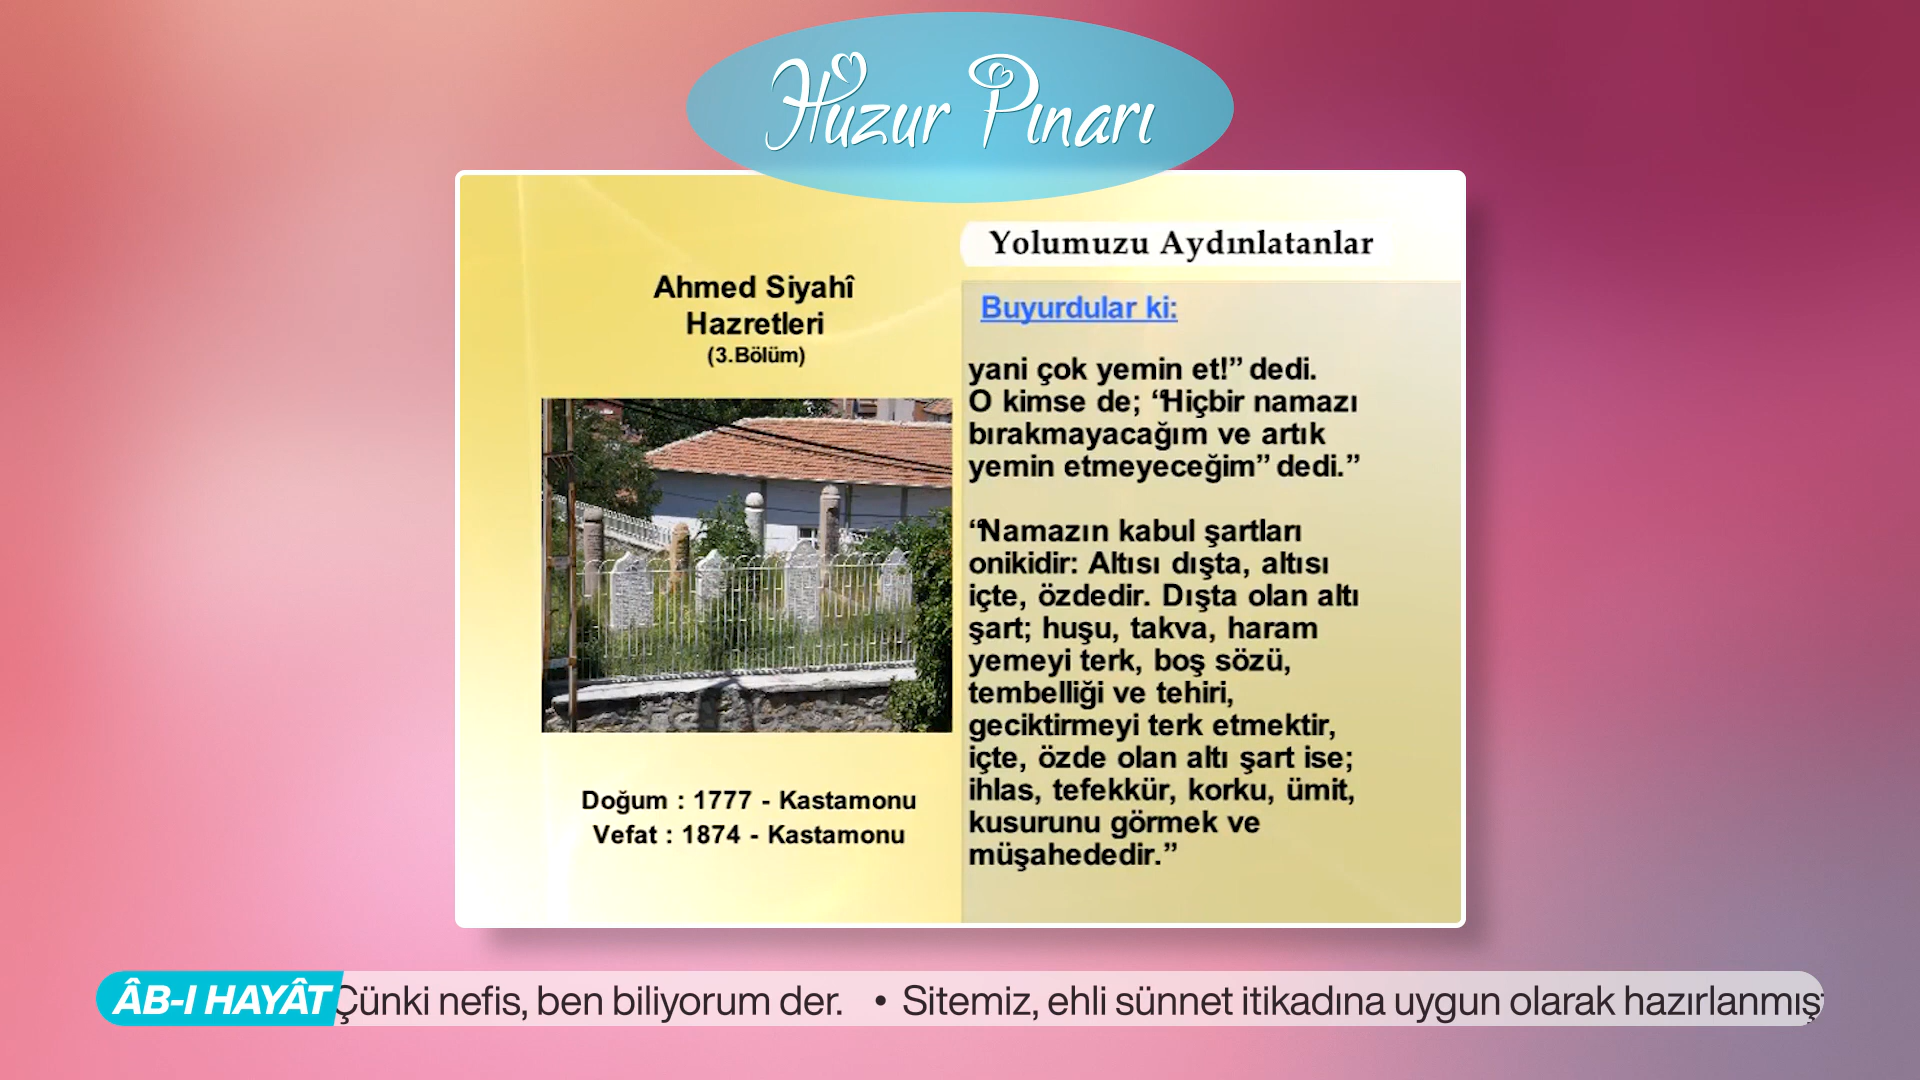 Huzur Pınarı
Yolumuzu Aydınlatanlar
Ahmed Siyahî
Hazretleri
(3.Bölüm)
Doğum : 1777 - Kastamonu
Vefat : 1874 - Kastamonu
Buyurdular ki:
yani çok yemin et!” dedi.
O kimse de; “Hiçbir namazı
bırakmayacağım ve artık
yemin etmeyeceğim” dedi.”
“Namazın kabul şartları
onikidir: Altısı dışta, altısı
içte, özdedir. Dışta olan altı
şart; huşu, takva, haram
yemeyi terk, boş sözü,
tembelliği ve tehiri,
geciktirmeyi terk etmektir,
içte, özde olan altı şart ise;
ihlas, tefekkür, korku, ümit,
kusurunu görmek ve
müşahededir.”
ÂB-I HAYÂT Çünki nefis, ben biliyorum der. • Sitemiz, ehli sünnet itikadına uygun olarak hazırlanmış